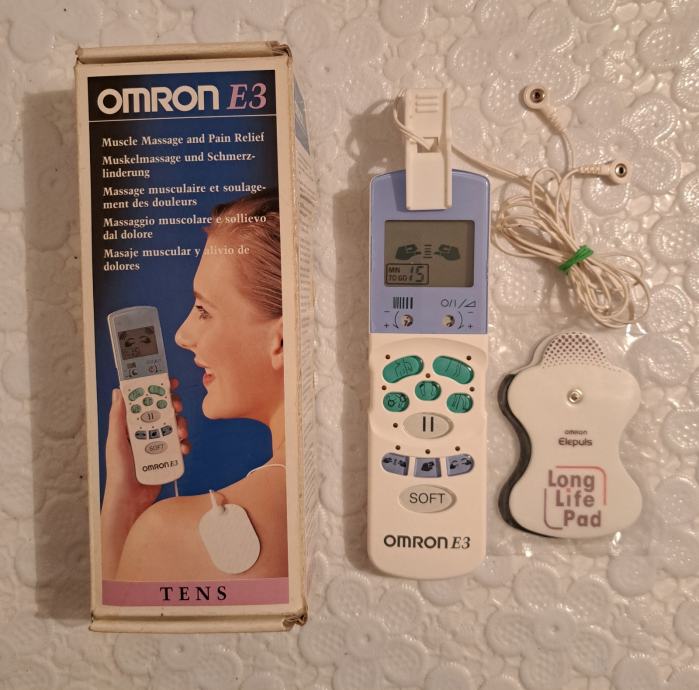 OMRON E3
Muscle Massage and Pain Relief
Muskelmassage und Schmerz-
linderung
Massage musculaire et soulage-
ment des douleurs
Massaggio muscolare e sollievo
dal dolore
Masaje muscular y alivio de
dolores
SOFT
OMRON E3
TENS
MIN
TO GO
15
O/I
- + - +
SOFT
OMRON E3
omron
Elepuls
Long
Life
Pad